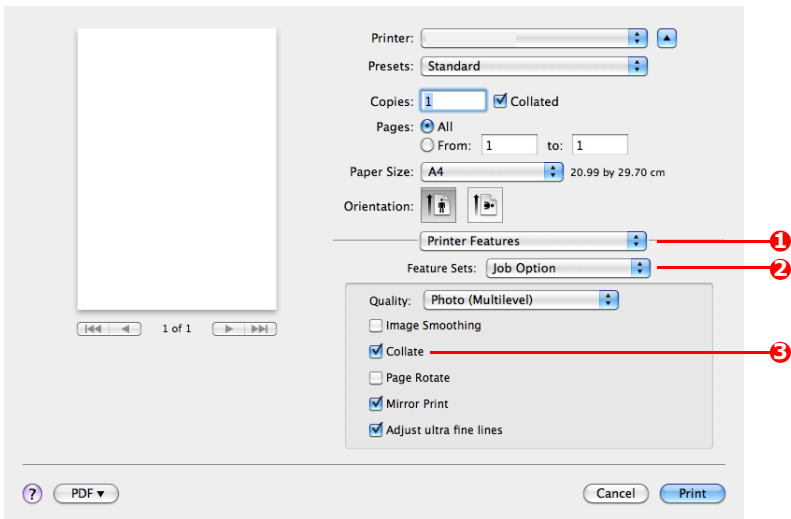 Printer:
Presets: Standard
Copies: 1 Collated
Pages: All
From: 1 to: 1
Paper Size: A4 20.99 by 29.70 cm
Orientation:
Printer Features 1
Feature Sets: Job Option 2
Quality: Photo (Multilevel)
1 of 1
Image Smoothing
Collate 3
Page Rotate
Mirror Print
Adjust ultra fine lines
? PDF▼ Cancel Print